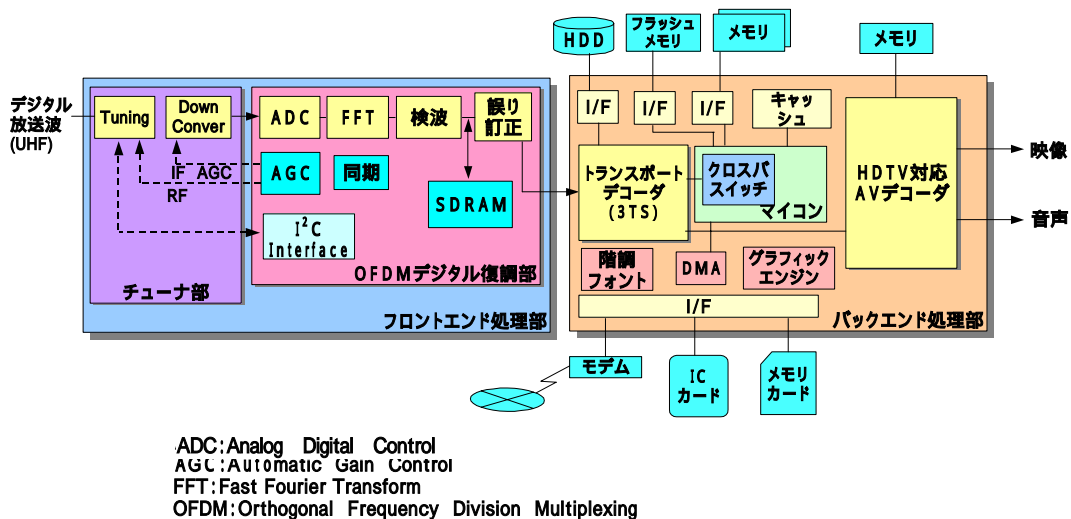 デジタル
放送波
(UHF)
Tuning
Down
Conver
IF AGC
RF
チューナ部
ADC
FFT
検波
誤り
訂正
AGC
同期
SDRAM
I²C
Interface
OFDMデジタル復調部
フロントエンド処理部
HDD
フラッシュ
メモリ
メモリ
メモリ
I/F
I/F
I/F
キャッ
シュ
トランスポート
デコーダ
(3TS)
クロスバ
スイッチ
マイコン
HDTV対応
AVデコーダ
映像
音声
階調
フォント
DMA
グラフィック
エンジン
I/F
バックエンド処理部
モデム
IC
カード
メモリ
カード
ADC:Analog Digital Control
AGC:Automatic Gain Control
FFT:Fast Fourier Transform
OFDM:Orthogonal Frequency Division Multiplexing